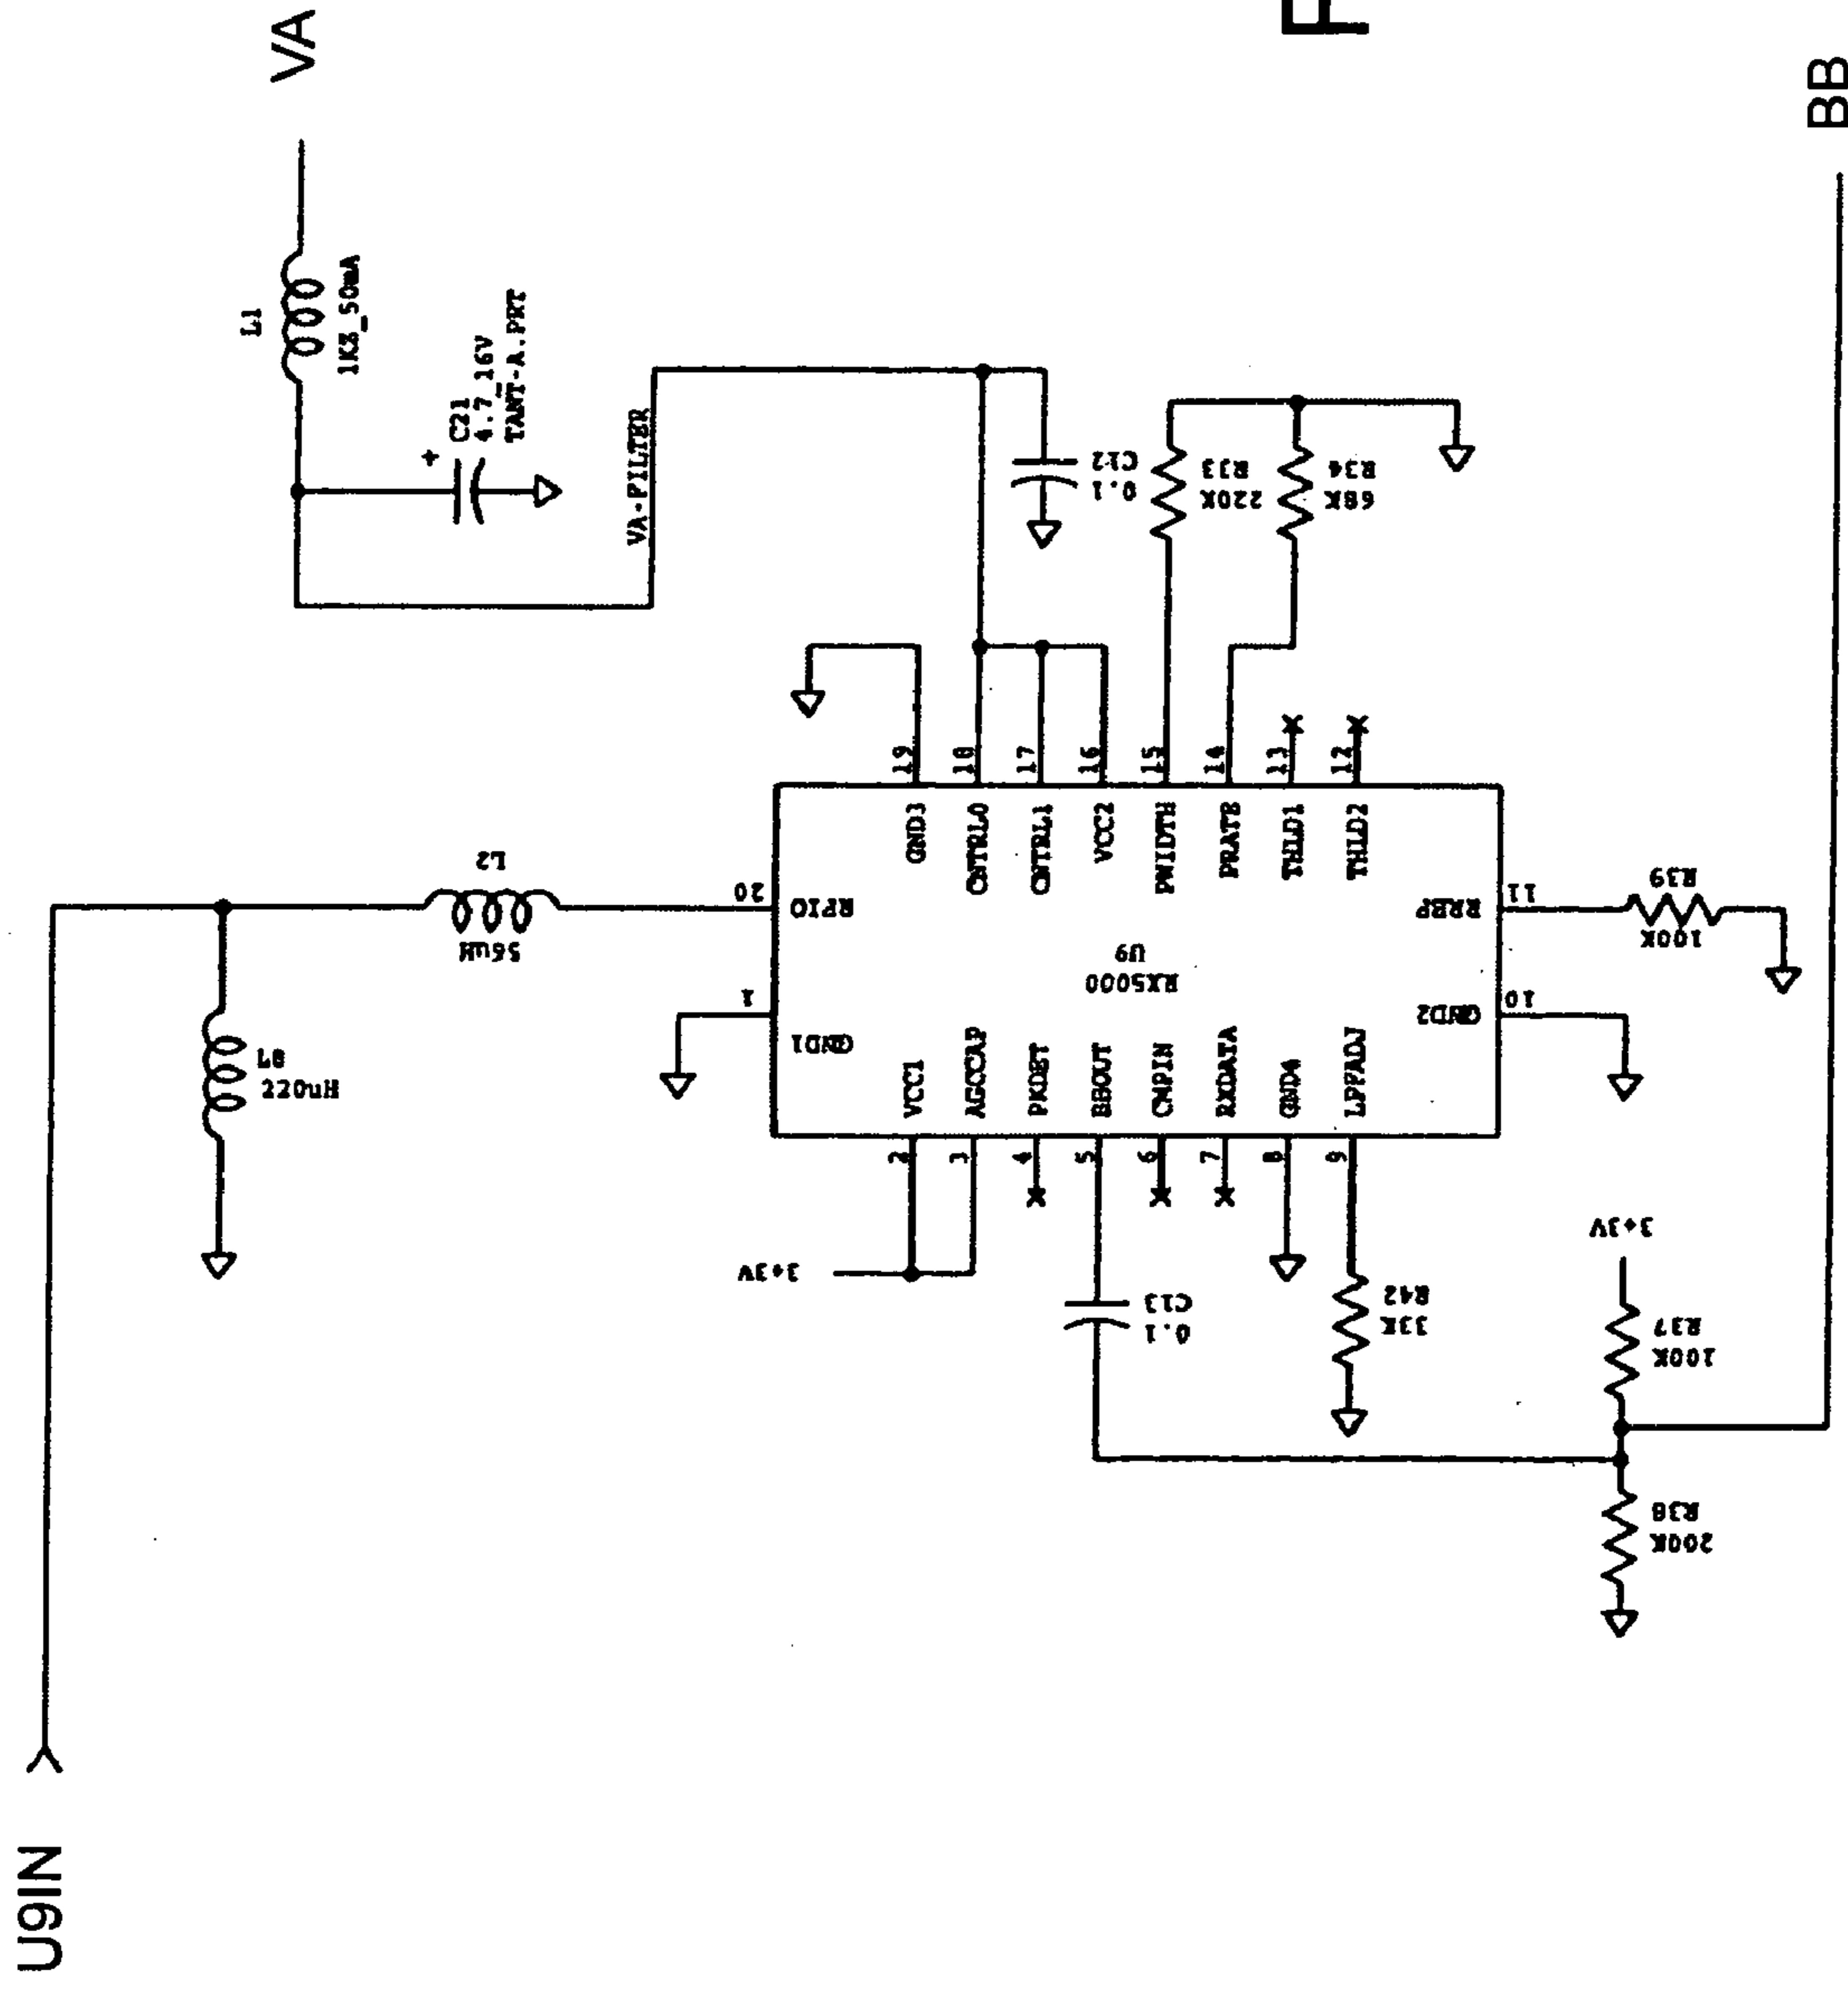 U9IN
VA
L1
1KZ_50mA
C21
+
4.7_16V
TANT-A.PRT
VA-FILTER
L8
220nH
L2
56nH
C12
0.1
R33
220K
R34
68K
20
RFIO
1
GND1
19
GND3
18
CNTRL0
17
CNTRL1
16
VCC2
15
PWIDTH
14
PRATE
13
THLD1
12
THLD2
U9
RX5000
2
VCC1
3
AGCCAP
4
PKDET
5
BBOUT
6
CMPIN
7
RXDATA
8
GND4
9
LPFADJ
10
GND2
11
RREF
R39
100K
3+3V
C13
0.1
R42
33K
3+3V
R37
100K
R38
200K
BB